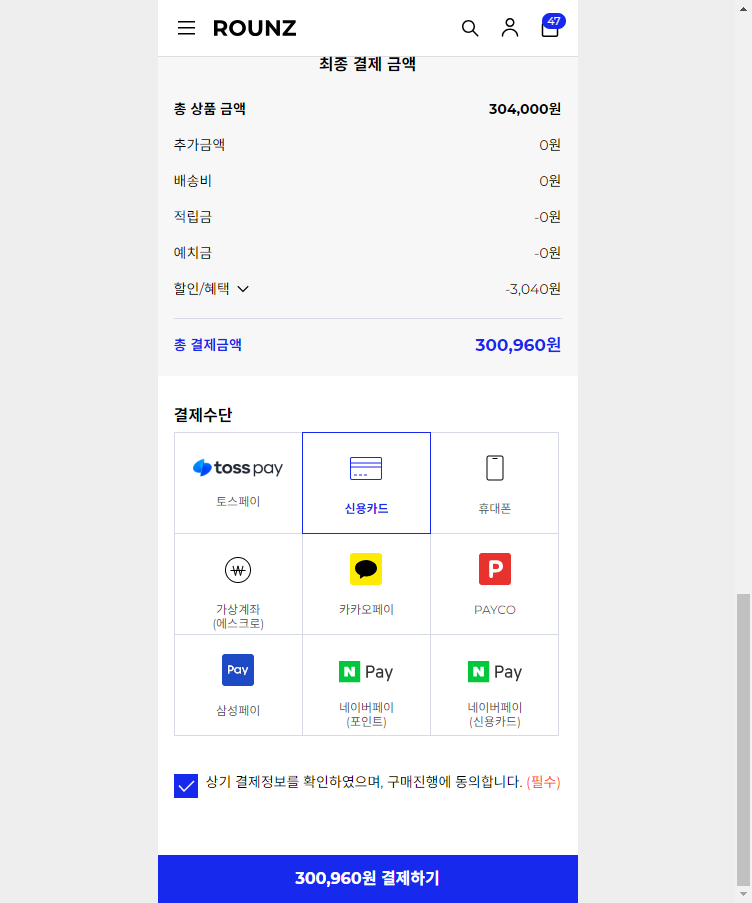 ROUNZ
47
최종 결제 금액
총 상품 금액 304,000원
추가금액 0원
배송비 0원
적립금 -0원
예치금 -0원
할인/혜택 -3,040원
총 결제금액 300,960원
결제수단
toss pay
토스페이
신용카드
휴대폰
가상계좌
(에스크로)
카카오페이
P
PAYCO
Pay
삼성페이
N Pay
네이버페이
(포인트)
N Pay
네이버페이
(신용카드)
상기 결제정보를 확인하였으며, 구매진행에 동의합니다. (필수)
300,960원 결제하기